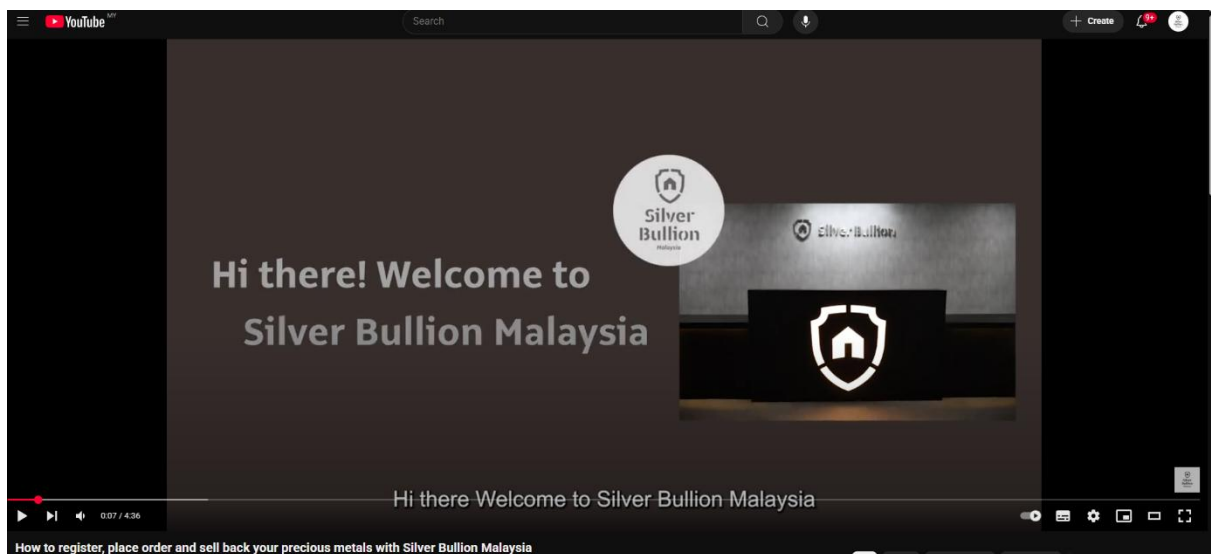 YouTube MY
Search
Create
9+
Silver
Bullion
Malaysia
Silver Bullion
Hi there! Welcome to
Silver Bullion Malaysia
Hi there Welcome to Silver Bullion Malaysia
0:07 / 4:36
How to register, place order and sell back your precious metals with Silver Bullion Malaysia